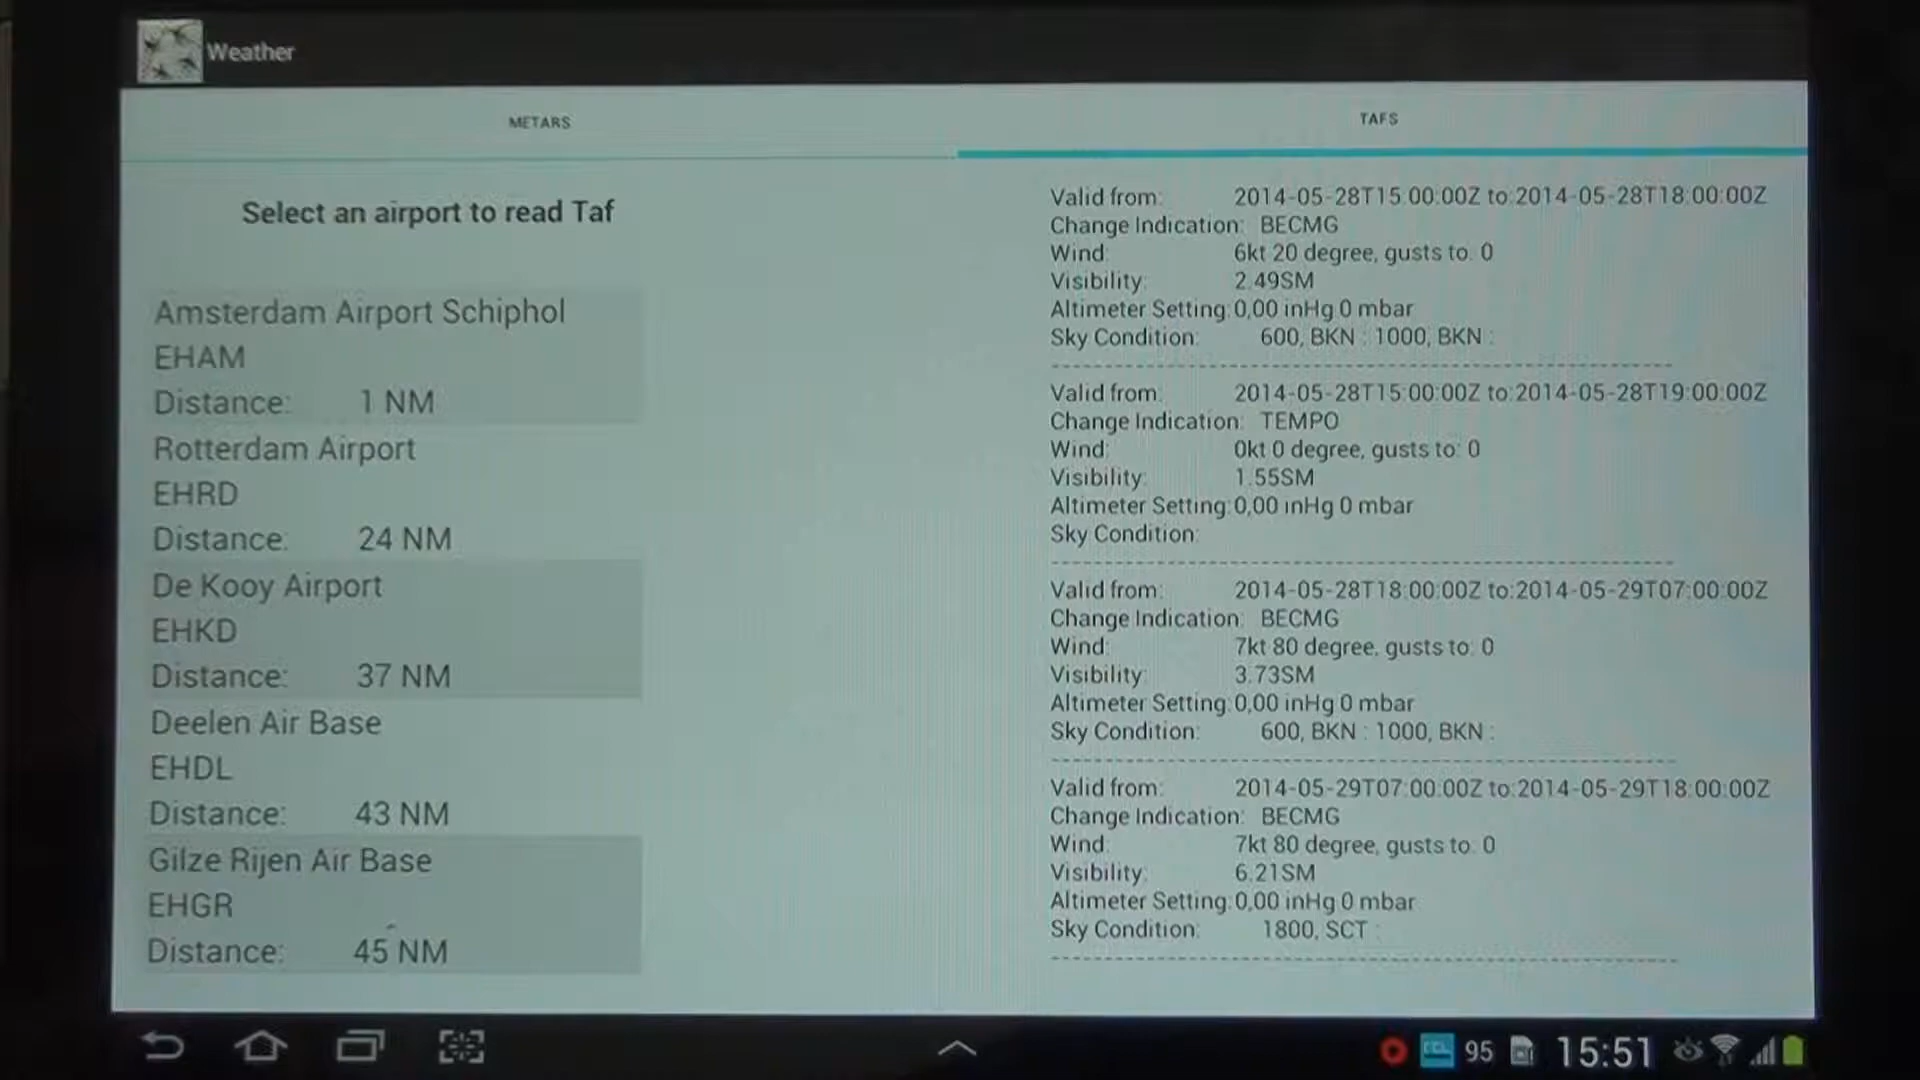 Weather
METARS
TAFS
Select an airport to read Taf
Amsterdam Airport Schiphol
EHAM
Distance: 1 NM
Rotterdam Airport
EHRD
Distance: 24 NM
De Kooy Airport
EHKD
Distance: 37 NM
Deelen Air Base
EHDL
Distance: 43 NM
Gilze Rijen Air Base
EHGR
Distance: 45 NM
Valid from: 2014-05-28T15:00:00Z to:2014-05-28T18:00:00Z
Change Indication: BECMG
Wind: 6kt 20 degree, gusts to: 0
Visibility: 2.49SM
Altimeter Setting:0,00 inHg 0 mbar
Sky Condition: 600, BKN : 1000, BKN :
Valid from: 2014-05-28T15:00:00Z to:2014-05-28T19:00:00Z
Change Indication: TEMPO
Wind: 0kt 0 degree, gusts to: 0
Visibility: 1.55SM
Altimeter Setting:0,00 inHg 0 mbar
Sky Condition:
Valid from: 2014-05-28T18:00:00Z to:2014-05-29T07:00:00Z
Change Indication: BECMG
Wind: 7kt 80 degree, gusts to: 0
Visibility: 3.73SM
Altimeter Setting:0,00 inHg 0 mbar
Sky Condition: 600, BKN : 1000, BKN :
Valid from: 2014-05-29T07:00:00Z to:2014-05-29T18:00:00Z
Change Indication: BECMG
Wind: 7kt 80 degree, gusts to: 0
Visibility: 6.21SM
Altimeter Setting:0,00 inHg 0 mbar
Sky Condition: 1800, SCT :
95 15:51